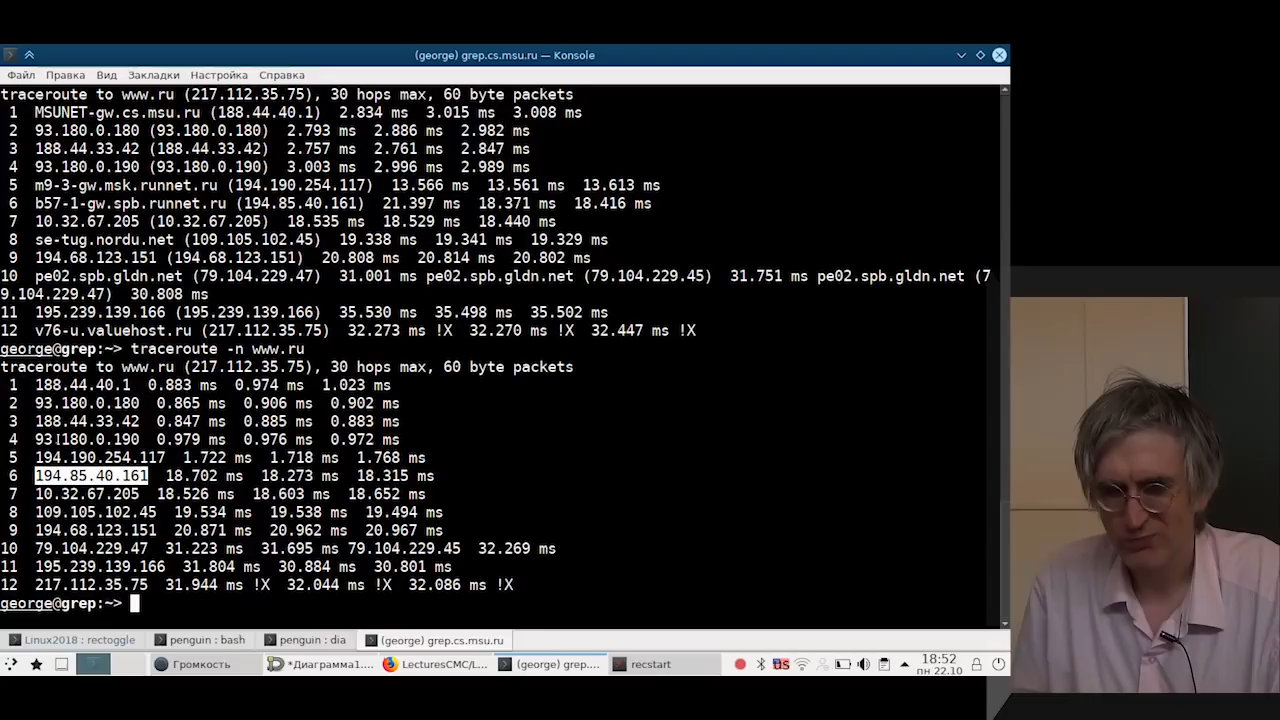 (george) grep.cs.msu.ru — Konsole
Файл Правка Вид Закладки Настройка Справка
traceroute to www.ru (217.112.35.75), 30 hops max, 60 byte packets
1 MSUNET-gw.cs.msu.ru (188.44.40.1) 2.834 ms 3.015 ms 3.008 ms
2 93.180.0.180 (93.180.0.180) 2.793 ms 2.886 ms 2.982 ms
3 188.44.33.42 (188.44.33.42) 2.757 ms 2.761 ms 2.847 ms
4 93.180.0.190 (93.180.0.190) 3.003 ms 2.996 ms 2.989 ms
5 m9-3-gw.msk.runnet.ru (194.190.254.117) 13.566 ms 13.561 ms 13.613 ms
6 b57-1-gw.spb.runnet.ru (194.85.40.161) 21.397 ms 18.371 ms 18.416 ms
7 10.32.67.205 (10.32.67.205) 18.535 ms 18.529 ms 18.440 ms
8 se-tug.nordu.net (109.105.102.45) 19.338 ms 19.341 ms 19.329 ms
9 194.68.123.151 (194.68.123.151) 20.808 ms 20.814 ms 20.802 ms
10 pe02.spb.gldn.net (79.104.229.47) 31.001 ms pe02.spb.gldn.net (79.104.229.45) 31.751 ms pe02.spb.gldn.net (7
9.104.229.47) 30.808 ms
11 195.239.139.166 (195.239.139.166) 35.530 ms 35.498 ms 35.502 ms
12 v76-u.valuehost.ru (217.112.35.75) 32.273 ms !X 32.270 ms !X 32.447 ms !X
george@grep:~> traceroute -n www.ru
traceroute to www.ru (217.112.35.75), 30 hops max, 60 byte packets
1 188.44.40.1 0.883 ms 0.974 ms 1.023 ms
2 93.180.0.180 0.865 ms 0.906 ms 0.902 ms
3 188.44.33.42 0.847 ms 0.885 ms 0.883 ms
4 93.180.0.190 0.979 ms 0.976 ms 0.972 ms
5 194.190.254.117 1.722 ms 1.718 ms 1.768 ms
6 194.85.40.161 18.702 ms 18.273 ms 18.315 ms
7 10.32.67.205 18.526 ms 18.603 ms 18.652 ms
8 109.105.102.45 19.534 ms 19.538 ms 19.494 ms
9 194.68.123.151 20.871 ms 20.962 ms 20.967 ms
10 79.104.229.47 31.223 ms 31.695 ms 79.104.229.45 32.269 ms
11 195.239.139.166 31.804 ms 30.884 ms 30.801 ms
12 217.112.35.75 31.944 ms !X 32.044 ms !X 32.086 ms !X
george@grep:~>
Linux2018 : rectoggle penguin : bash penguin : dia (george) grep.cs.msu.ru
Громкость *Диаграмма1.... LecturesCMC/L... (george) grep.... recstart US 18:52
пн 22.10